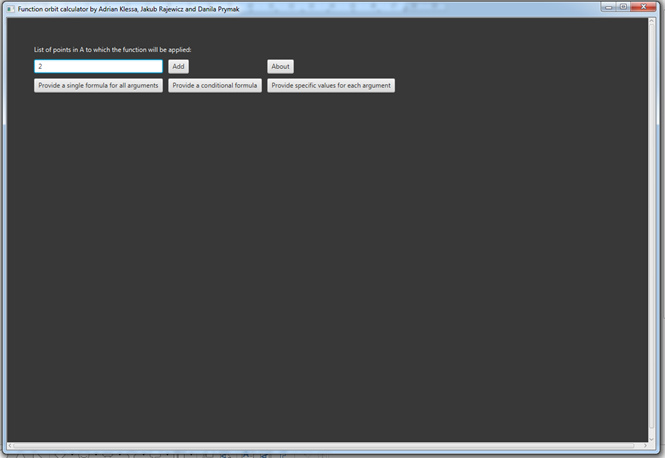 Function orbit calculator by Adrian Klessa, Jakub Rajewicz and Danila Prymak
List of points in A to which the function will be applied:
2 Add About
Provide a single formula for all arguments Provide a conditional formula Provide specific values for each argument